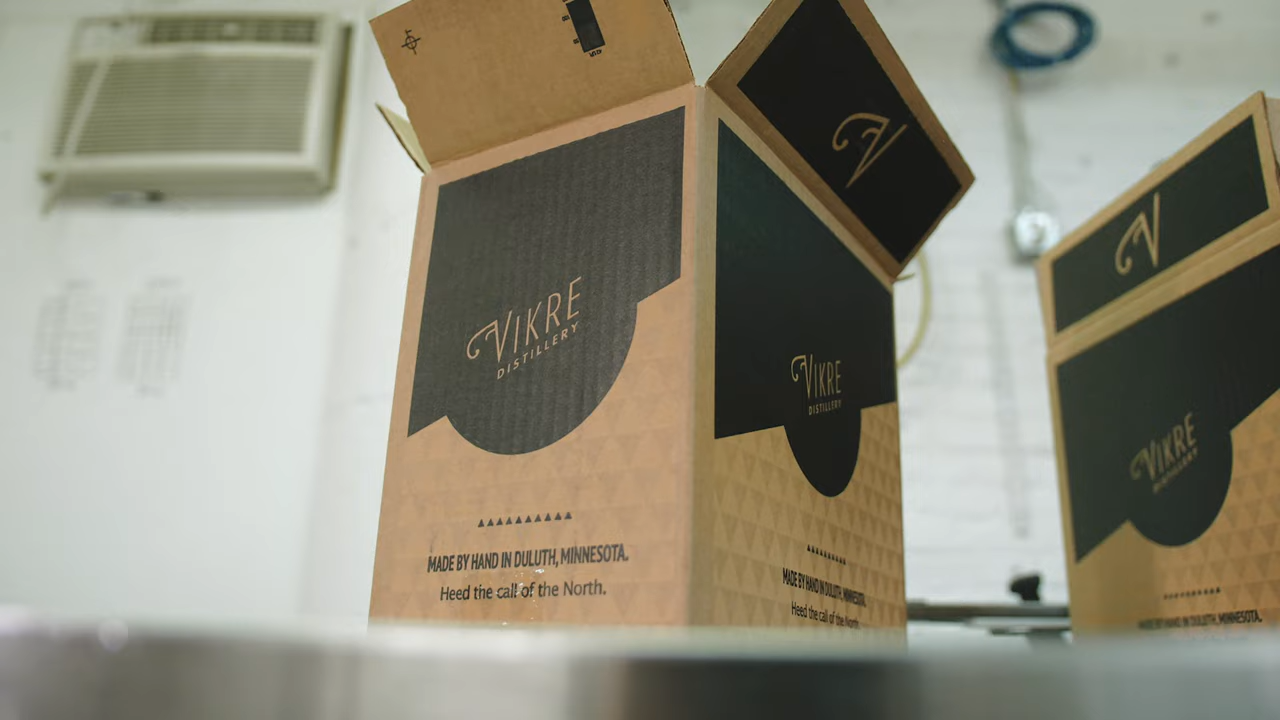 V
VIKRE
DISTILLERY
MADE BY HAND IN DULUTH, MINNESOTA.
Heed the call of the North.
VIKRE
DISTILLERY
MADE BY HAND IN DULUTH, MINNESOTA.
Heed the call of the North.
V
VIKRE
DISTILLERY
MADE BY HAND IN DULUTH, MINNESOTA.